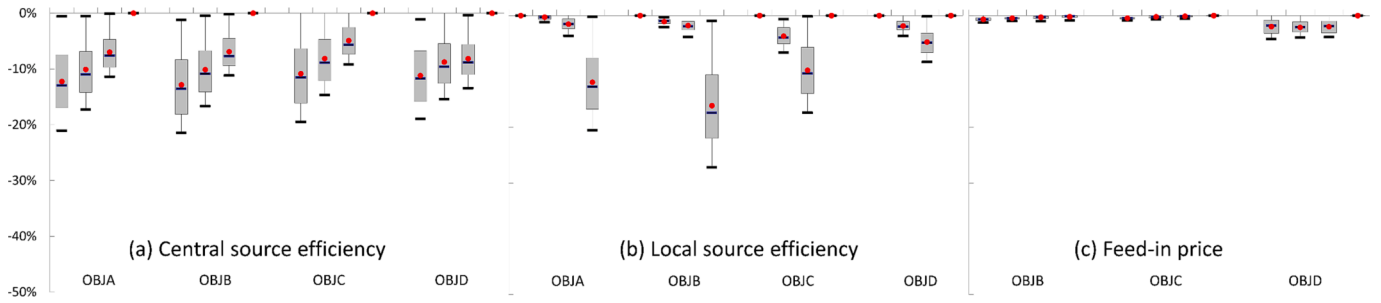 0%
-10%
-20%
-30%
-40%
-50%
(a) Central source efficiency
(b) Local source efficiency
(c) Feed-in price
OBJA OBJB OBJC OBJD
OBJA OBJB OBJC OBJD
OBJB OBJC OBJD